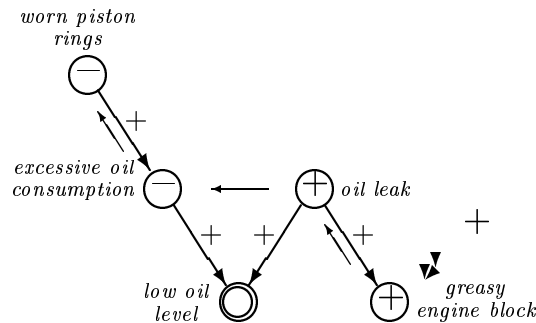 worn piston
rings
−
+
excessive oil
consumption
−
+
oil leak
+
+
+
+
low oil
level
+
greasy
engine block